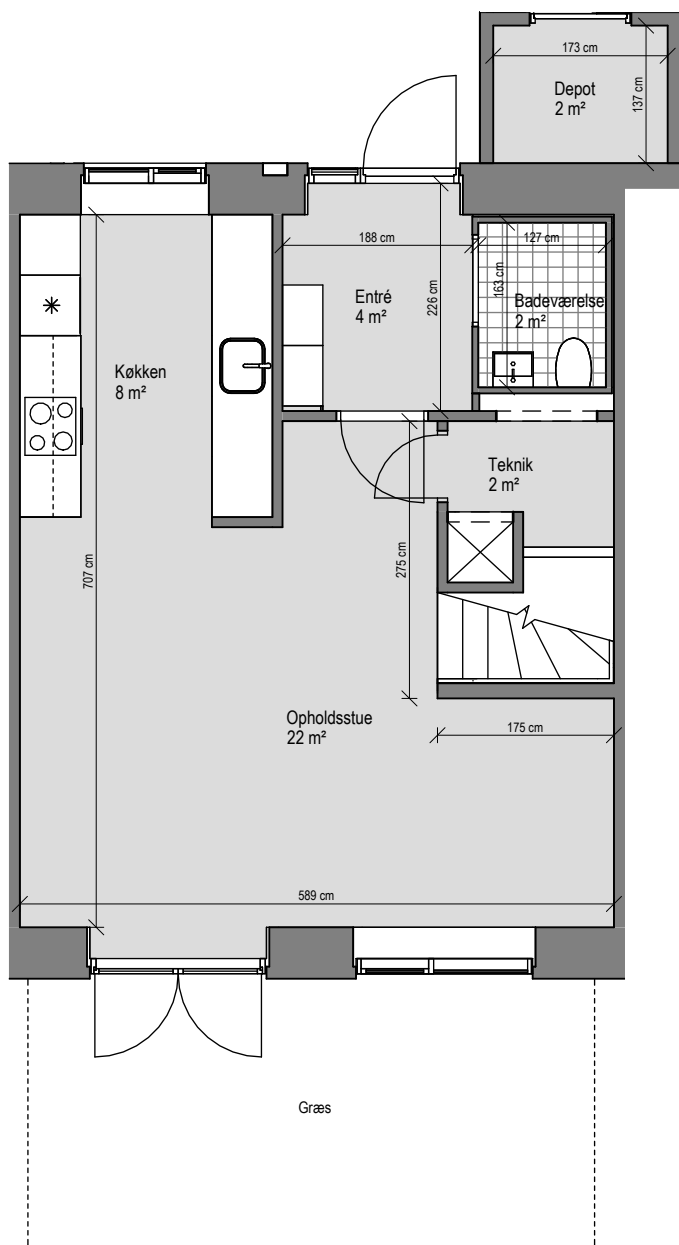 173 cm
Depot
2 m²
137 cm
188 cm
127 cm
163 cm
226 cm
Entré
4 m²
Badeværelse
2 m²
Køkken
8 m²
Teknik
2 m²
707 cm
275 cm
Opholdsstue
22 m²
175 cm
589 cm
Græs